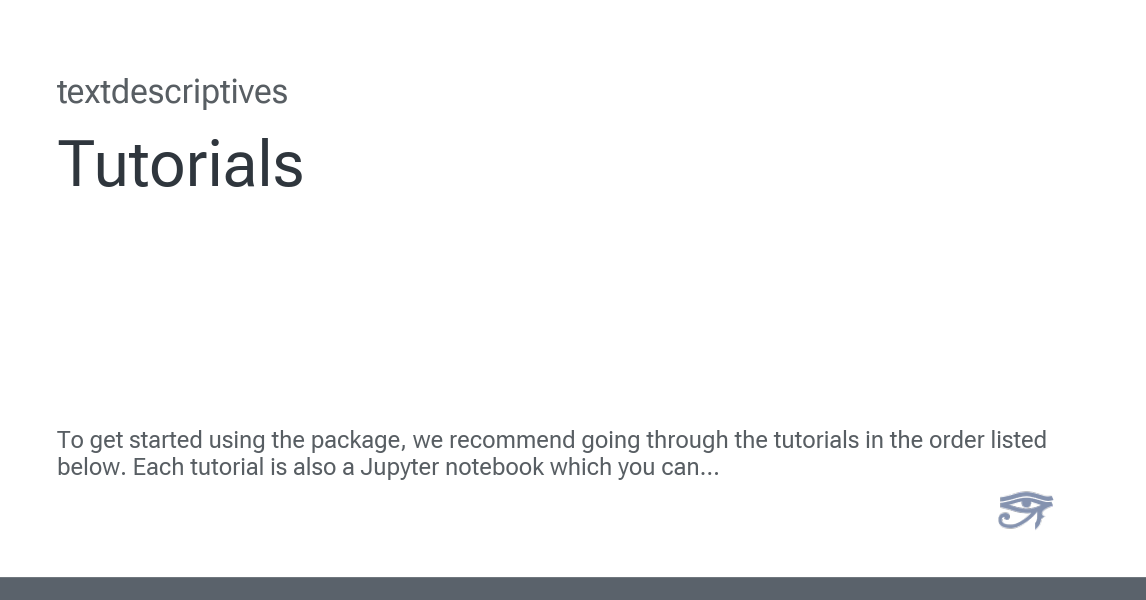 textdescriptives
Tutorials
To get started using the package, we recommend going through the tutorials in the order listed
below. Each tutorial is also a Jupyter notebook which you can...